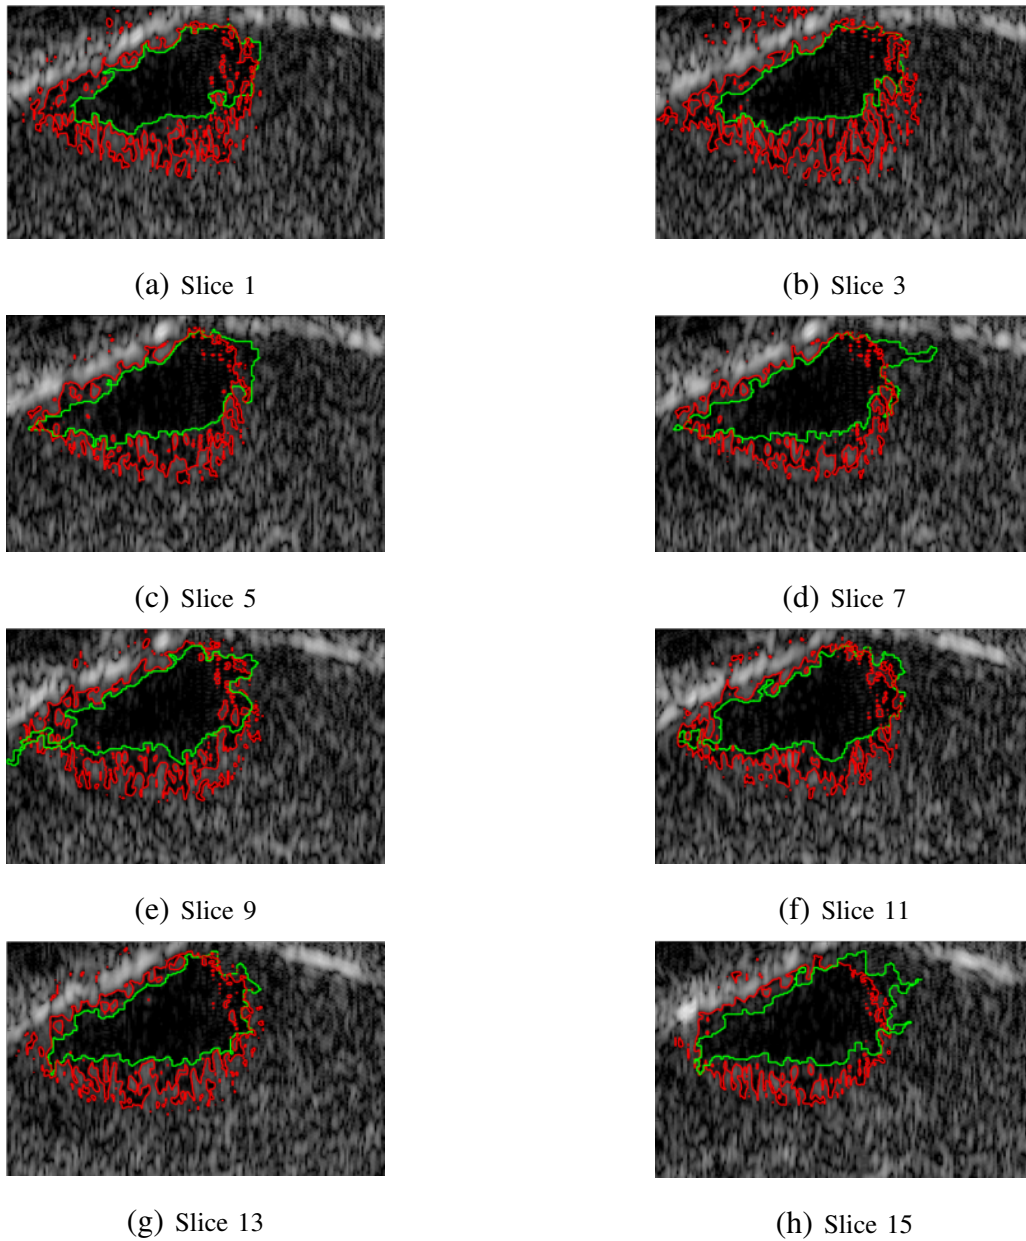 (a) Slice 1
(b) Slice 3
(c) Slice 5
(d) Slice 7
(e) Slice 9
(f) Slice 11
(g) Slice 13
(h) Slice 15